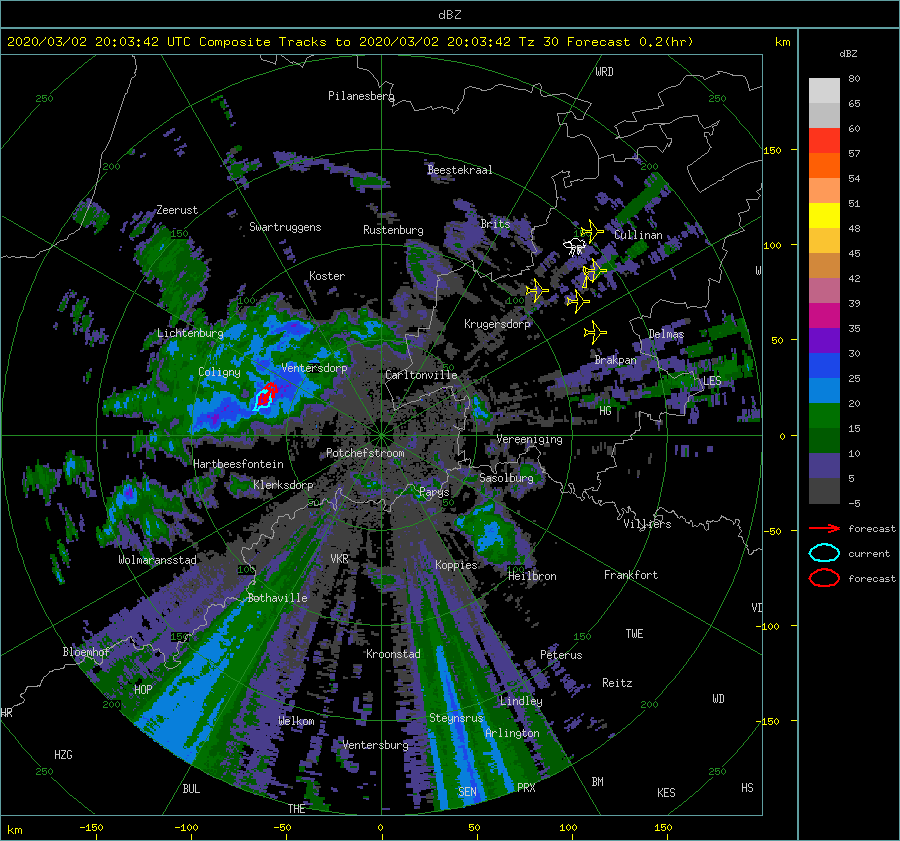 dBZ
2020/03/02 20:03:42 UTC Composite Tracks to 2020/03/02 20:03:42 Tz 30 Forecast 0.2(hr) km
dBZ
WRD
250 Pilanesberg 250
80
65
60
150
57
200 Beestekraal 200
54
51
Zeerust
Swartruggens Rustenburg Brits
150 Cullinan
48
100
45
W
Koster
42
100 100
39
Krugersdorp
35
Lichtenburg Delmas
50
30
Coligny Ventersdorp Carltonville Brakpan
LES
25
HG
20
0
Vereeniging
15
Potchefstroom
10
Hartbeesfontein
Klerksdorp Parys Sasolburg
5
50 50
-5
Villiers
forecast
-50
Wolmaransstad VKR Koppies
current
100 Heilbron 100 Frankfort
forecast
Bothaville
VD
-100
150 150 TWE
Bloemhof Kroonstad Peterus
HOP Reitz
WD
200 Lindley 200
HR
Welkom Steynsrus
-150
Arlington
HZG Ventersburg
250 250
BUL SEN PRX BM KES HS
THE
km -150 -100 -50 0 50 100 150